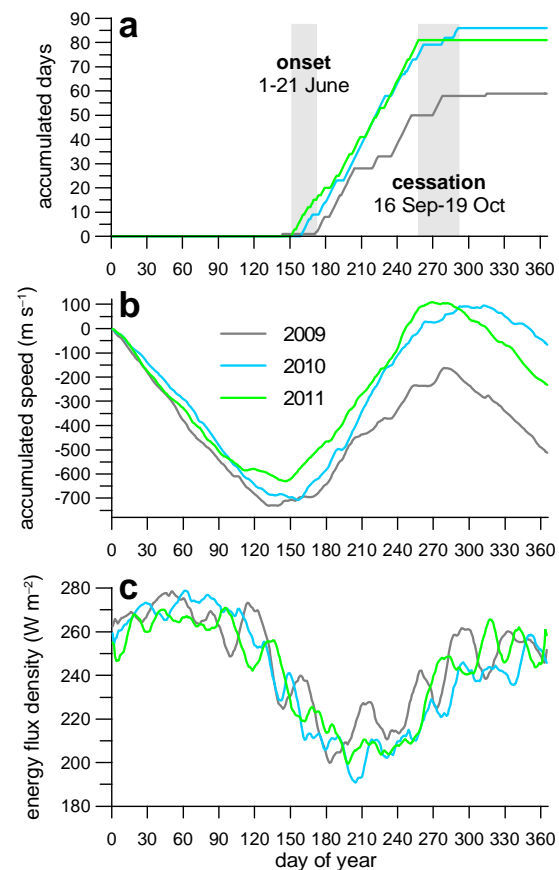 a
90
80
70
60
50
40
30
20
10
0
accumulated days
onset
1-21 June
cessation
16 Sep-19 Oct
0 30 60 90 120 150 180 210 240 270 300 330 360
b
100
0
-100
-200
-300
-400
-500
-600
-700
accumulated speed (m s⁻¹)
2009
2010
2011
0 30 60 90 120 150 180 210 240 270 300 330 360
c
280
260
240
220
200
180
energy flux density (W m⁻²)
0 30 60 90 120 150 180 210 240 270 300 330 360
day of year